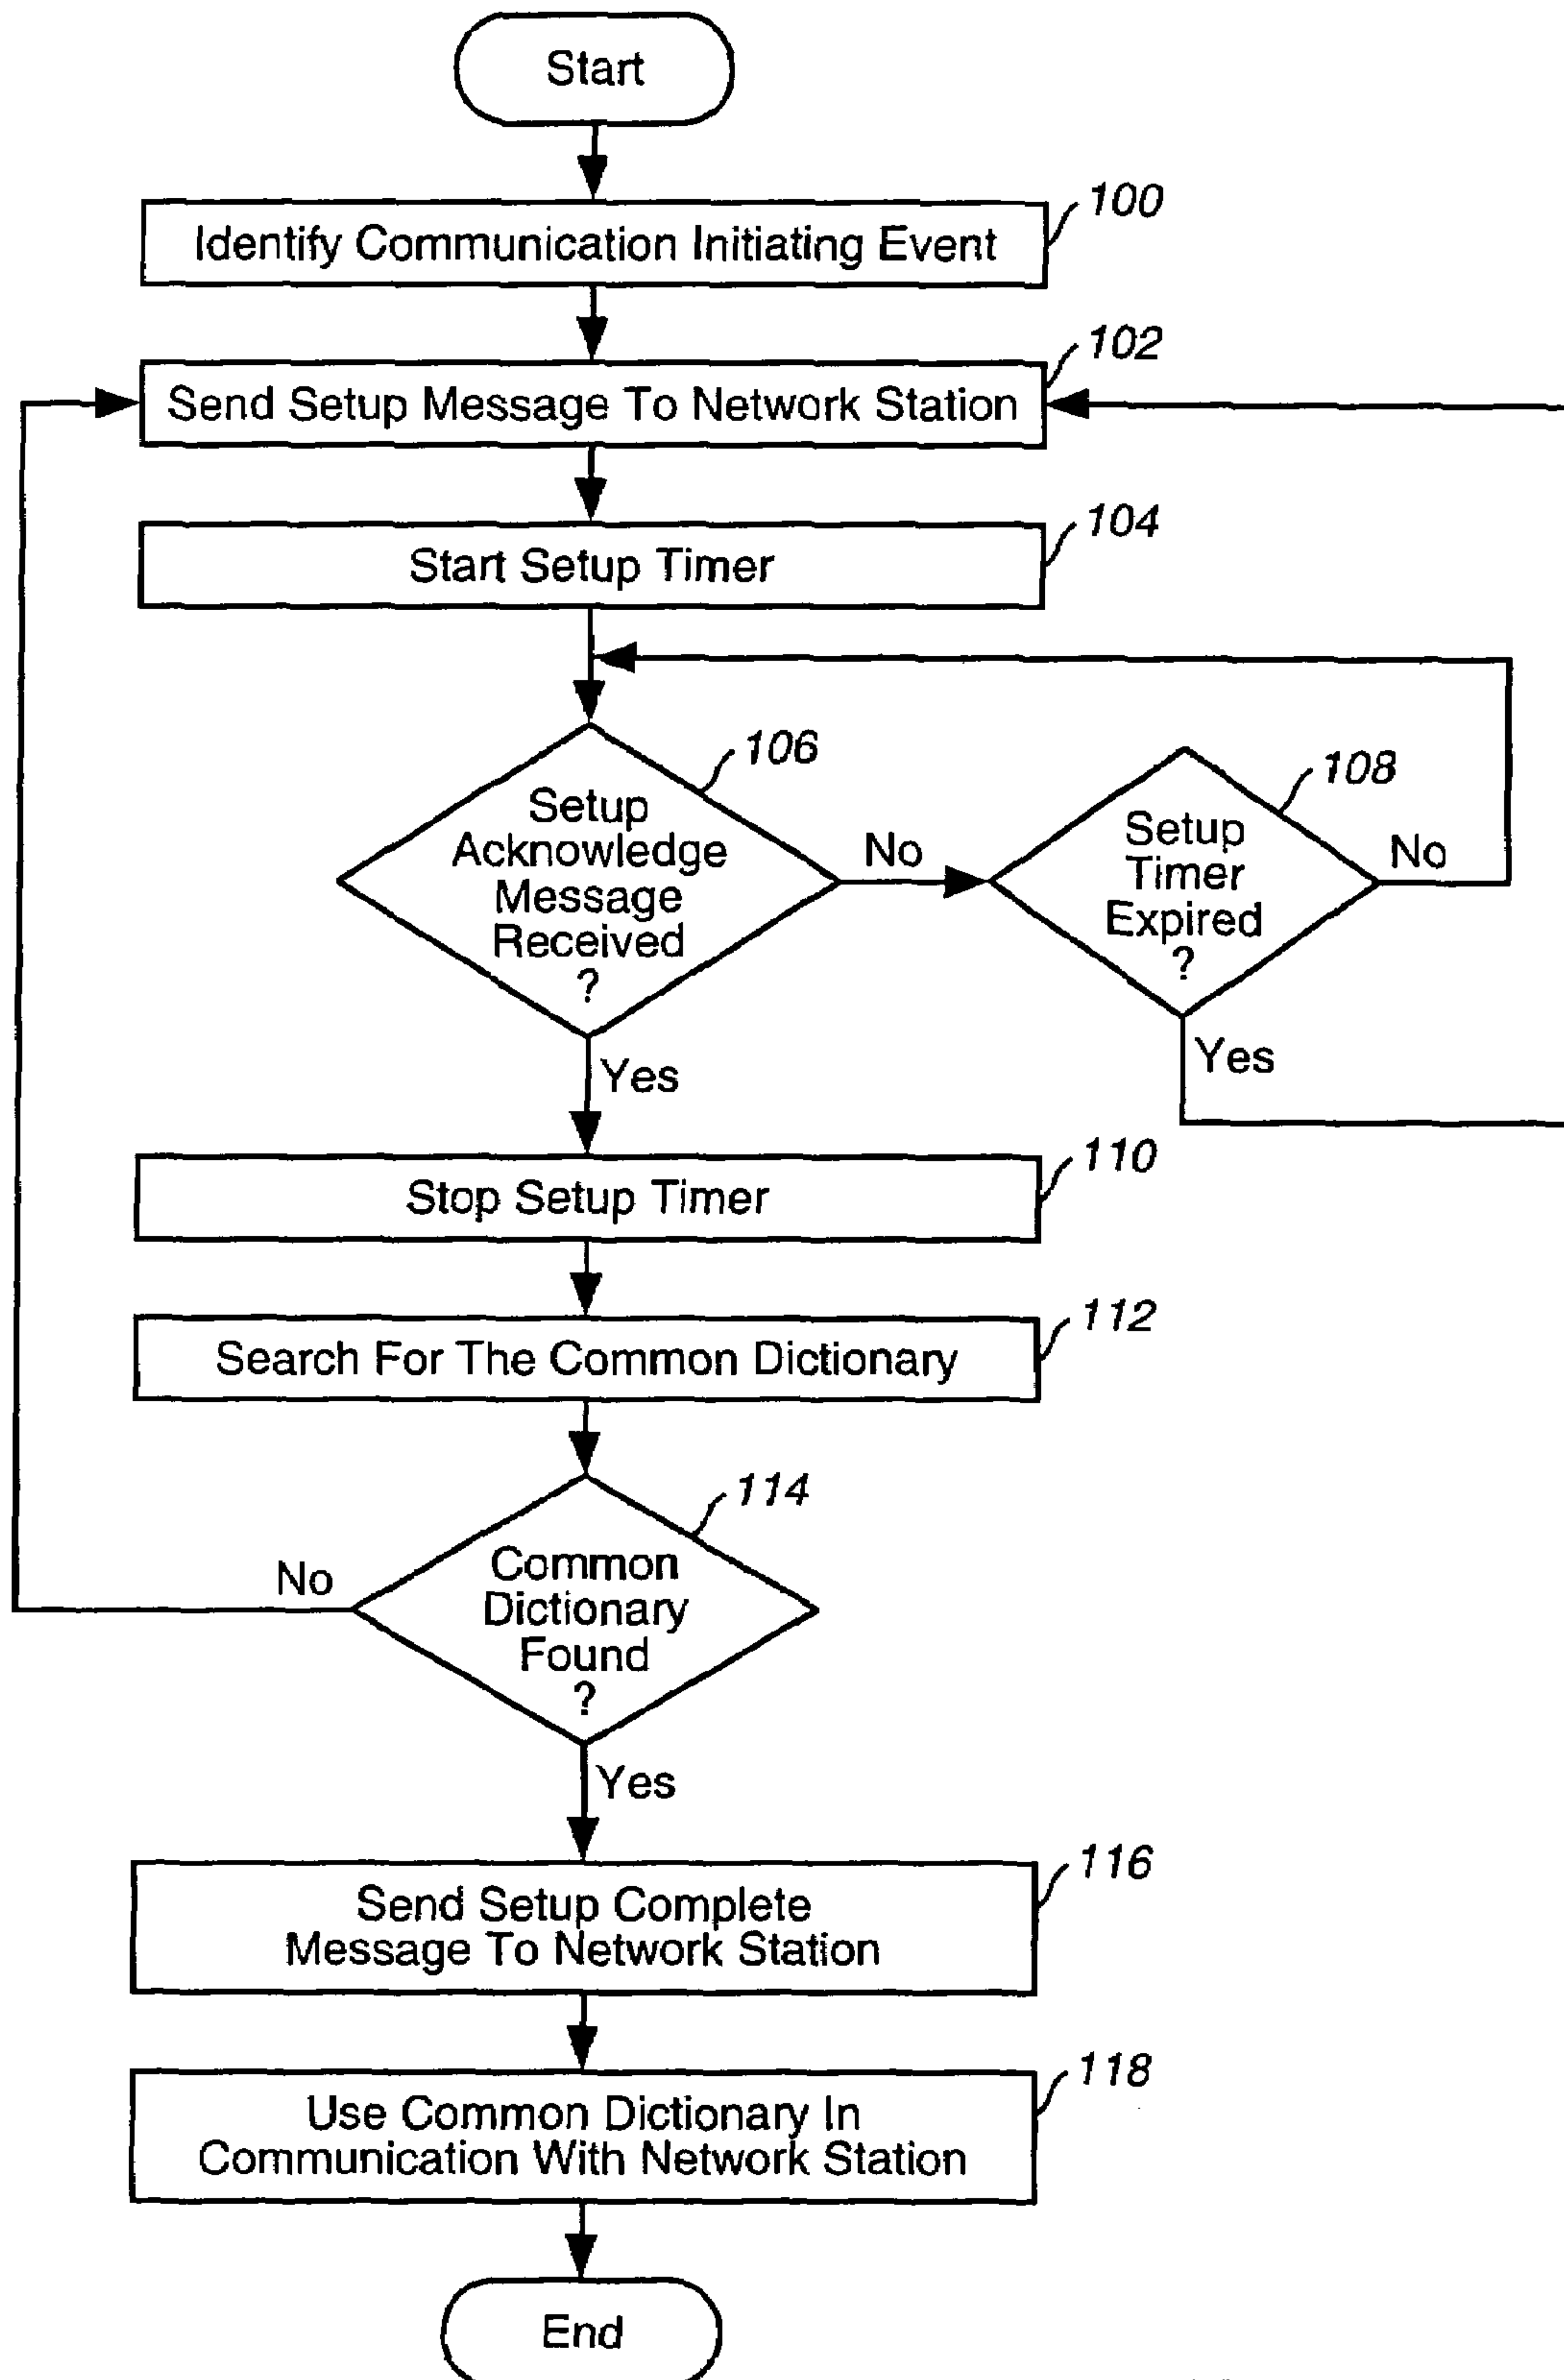 Start
100
Identify Communication Initiating Event
102
Send Setup Message To Network Station
104
Start Setup Timer
106
Setup
Acknowledge
Message
Received
?
No
108
Setup
Timer
Expired
?
No
Yes
Yes
110
Stop Setup Timer
112
Search For The Common Dictionary
114
Common
Dictionary
Found
?
No
Yes
116
Send Setup Complete
Message To Network Station
118
Use Common Dictionary In
Communication With Network Station
End